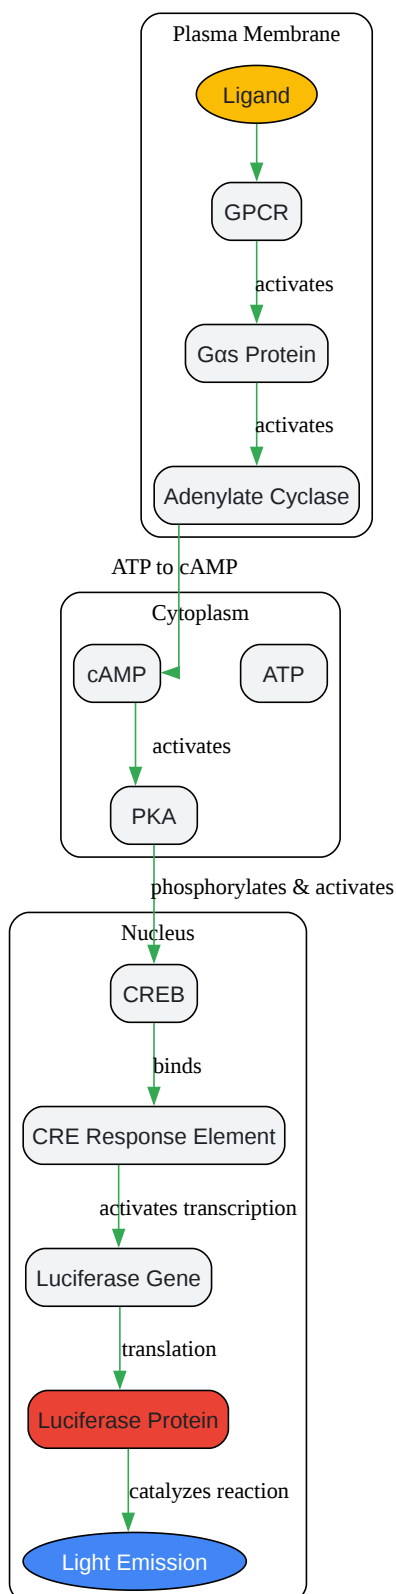 Plasma Membrane
Ligand
GPCR
activates
Gαs Protein
activates
Adenylate Cyclase
ATP to cAMP
Cytoplasm
cAMP
ATP
activates
PKA
phosphorylates & activates
Nucleus
CREB
binds
CRE Response Element
activates transcription
Luciferase Gene
translation
Luciferase Protein
catalyzes reaction
Light Emission